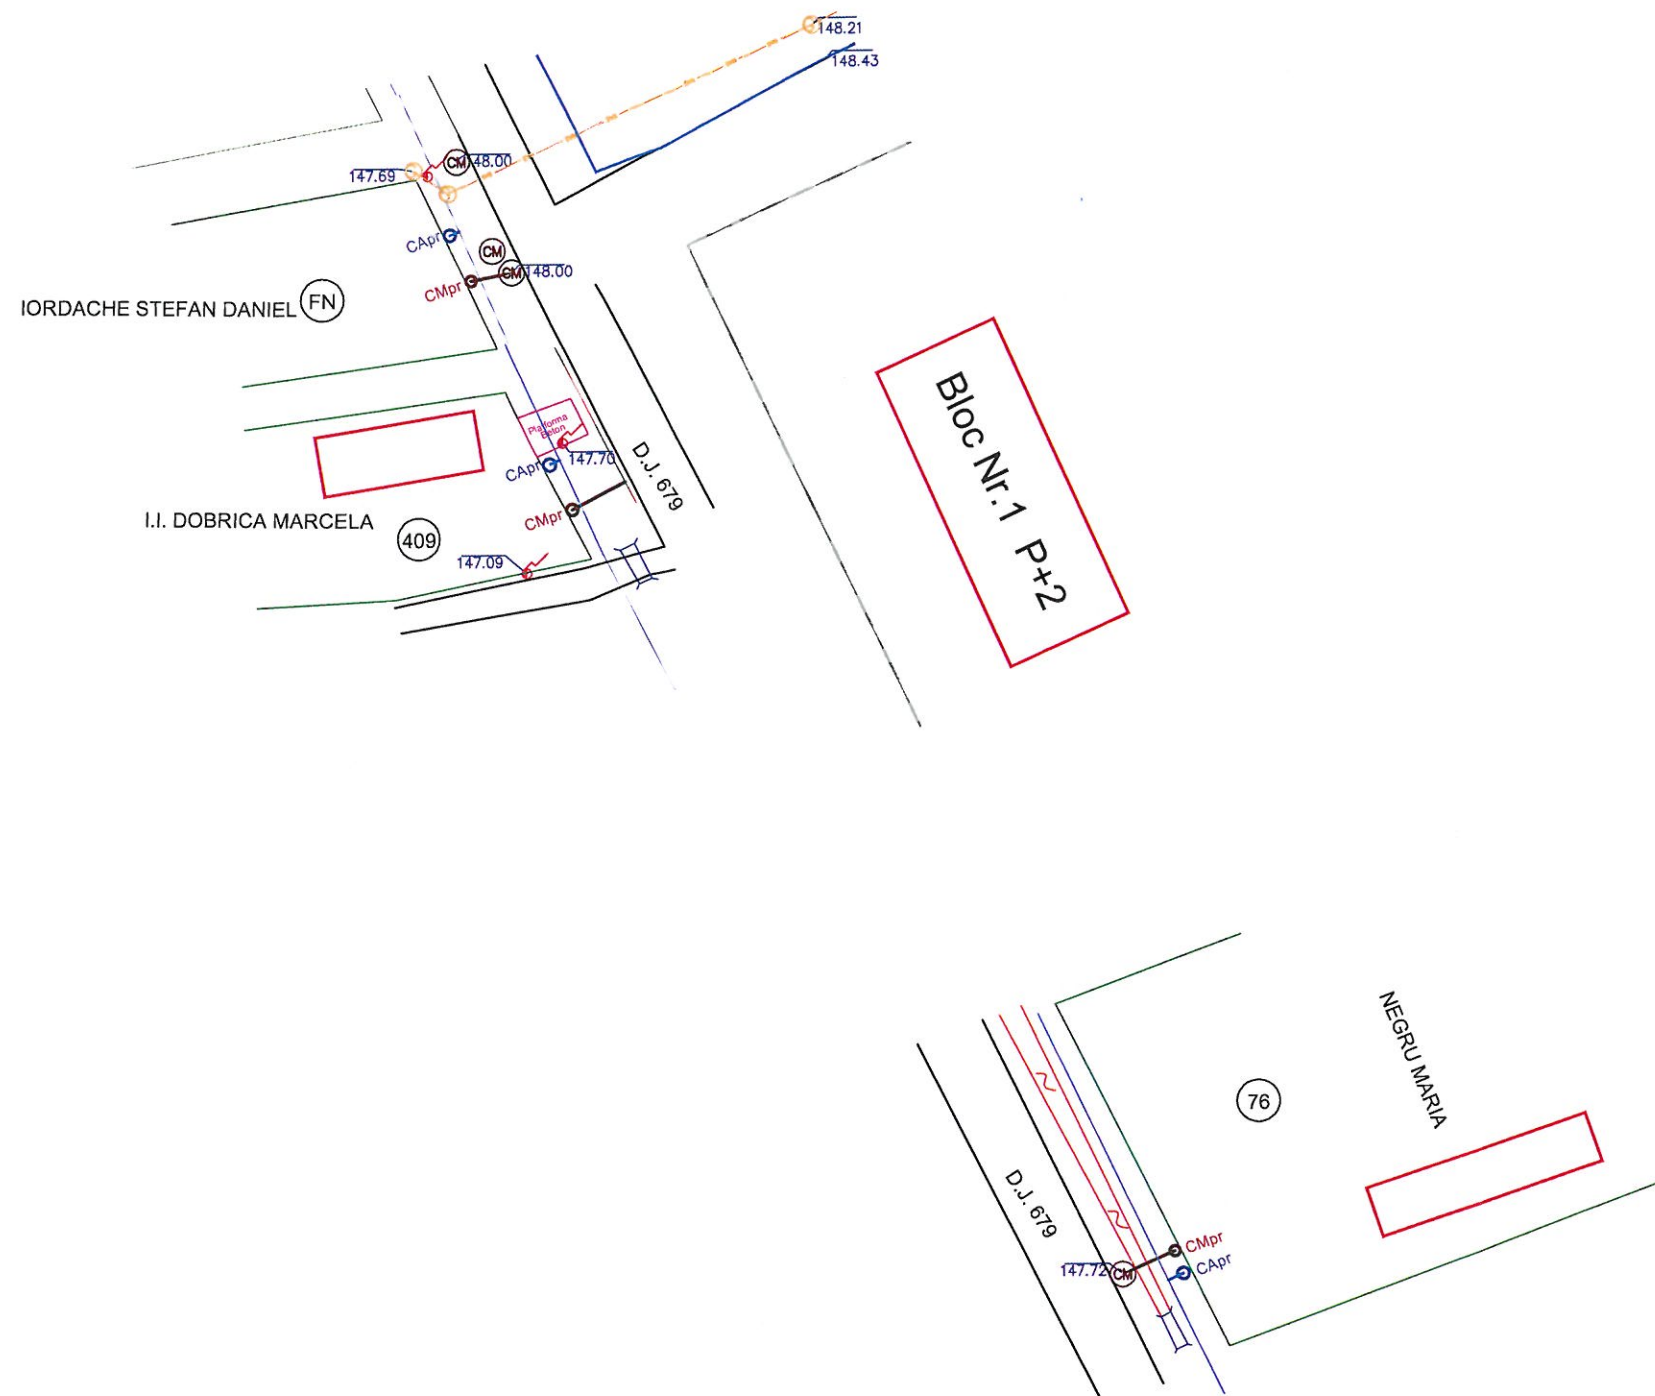 148.21
148.43
CM
148.00
147.69
CApr
CM
CM
148.00
CMpr
IORDACHE STEFAN DANIEL
FN
Platforma
Beton
147.70
CApr
D.J. 679
CMpr
I.I. DOBRICA MARCELA
409
147.09
Bloc Nr.1 P+2
NEGRU MARIA
76
D.J. 679
CMpr
CApr
147.72
CM